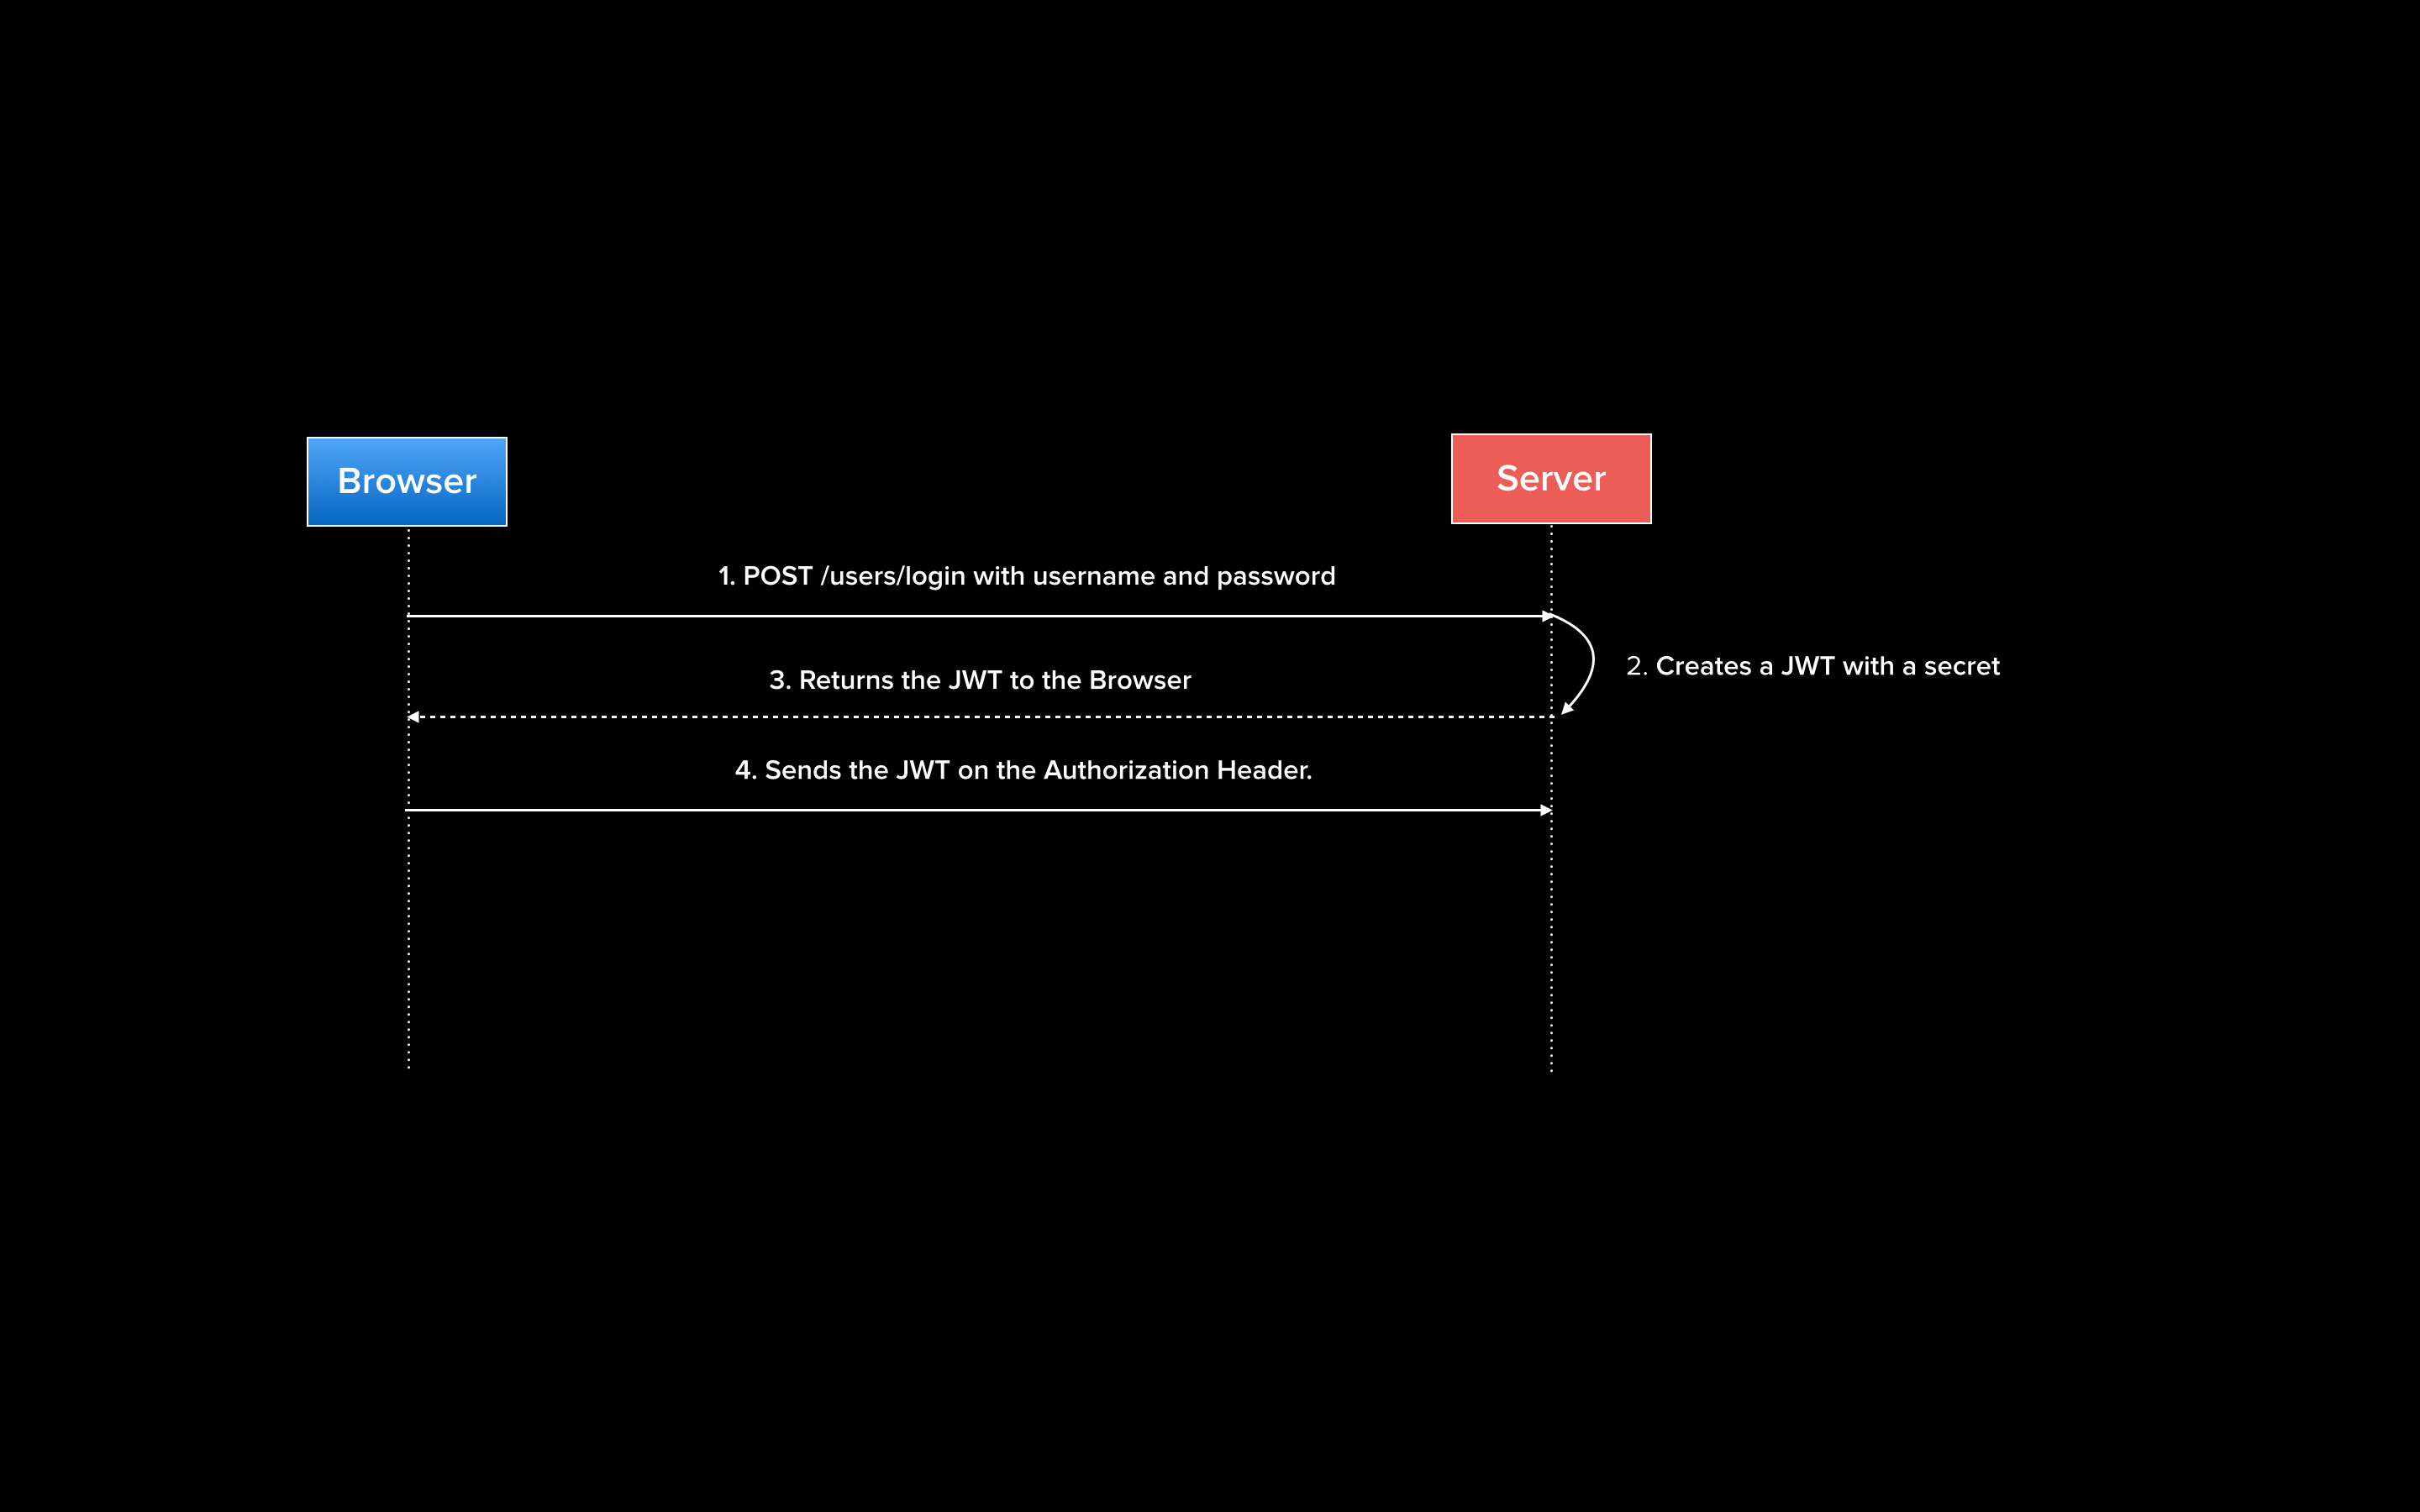 Browser
Server
1. POST /users/login with username and password
2. Creates a JWT with a secret
3. Returns the JWT to the Browser
4. Sends the JWT on the Authorization Header.